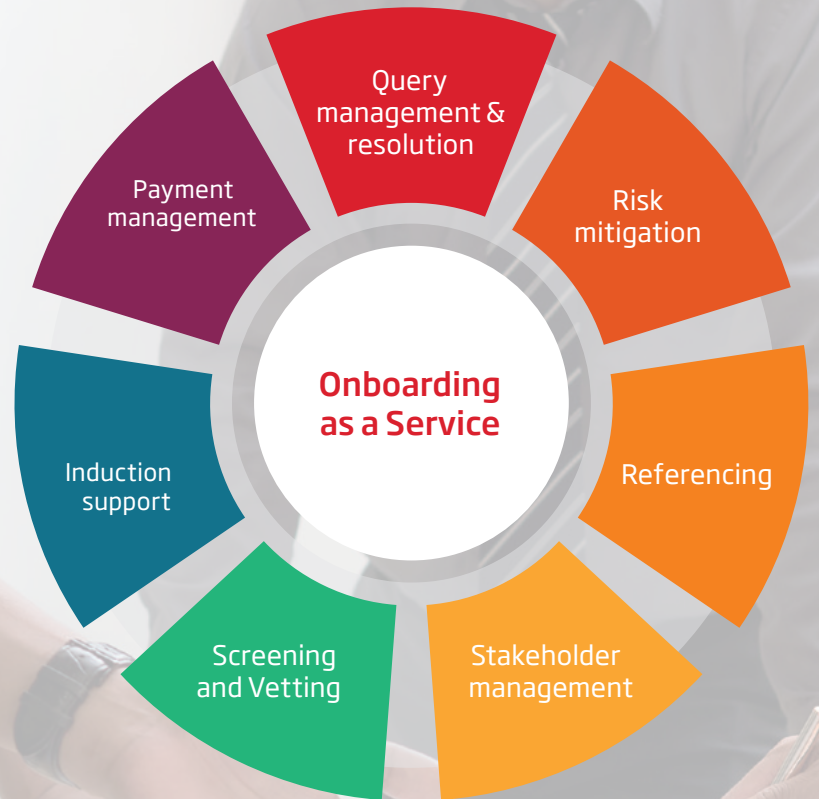 Query
management &
resolution
Risk
mitigation
Referencing
Stakeholder
management
Screening
and Vetting
Induction
support
Payment
management
Onboarding
as a Service